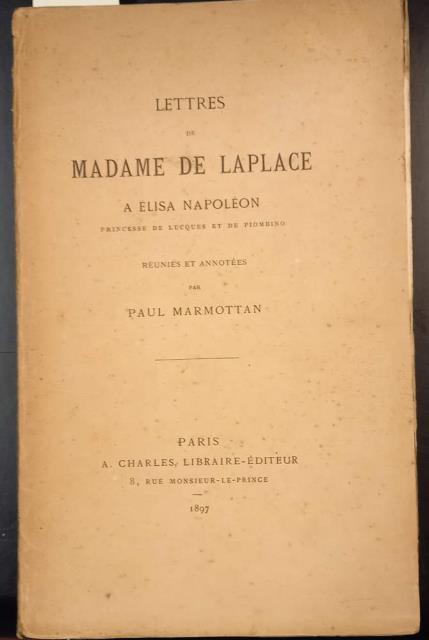 LETTRES
DE
MADAME DE LAPLACE
A ÉLISA NAPOLÉON
PRINCESSE DE LUCQUES ET DE PIOMBINO
RÉUNIES ET ANNOTÉES
PAR
PAUL MARMOTTAN
PARIS
A. CHARLES, LIBRAIRE-ÉDITEUR
8, RUE MONSIEUR-LE-PRINCE
1897